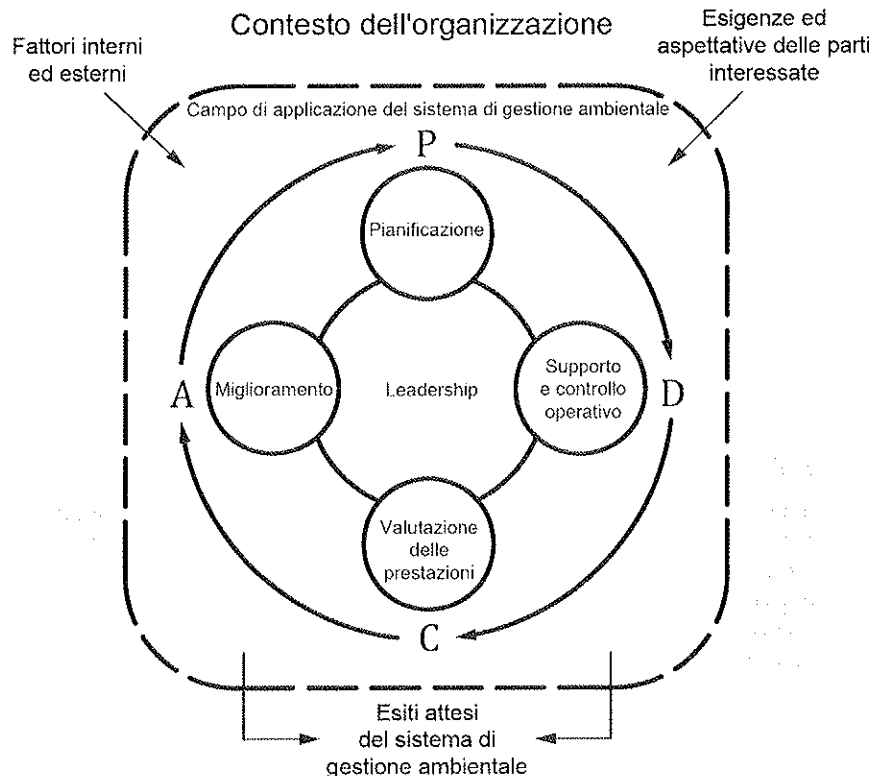 Contesto dell'organizzazione
Fattori interni
ed esterni
Esigenze ed
aspettative delle parti
interessate
Campo di applicazione del sistema di gestione ambientale
P
Pianificazione
A
Miglioramento
Leadership
Supporto
e controllo
operativo
D
Valutazione
delle
prestazioni
C
Esiti attesi
del sistema di
gestione ambientale